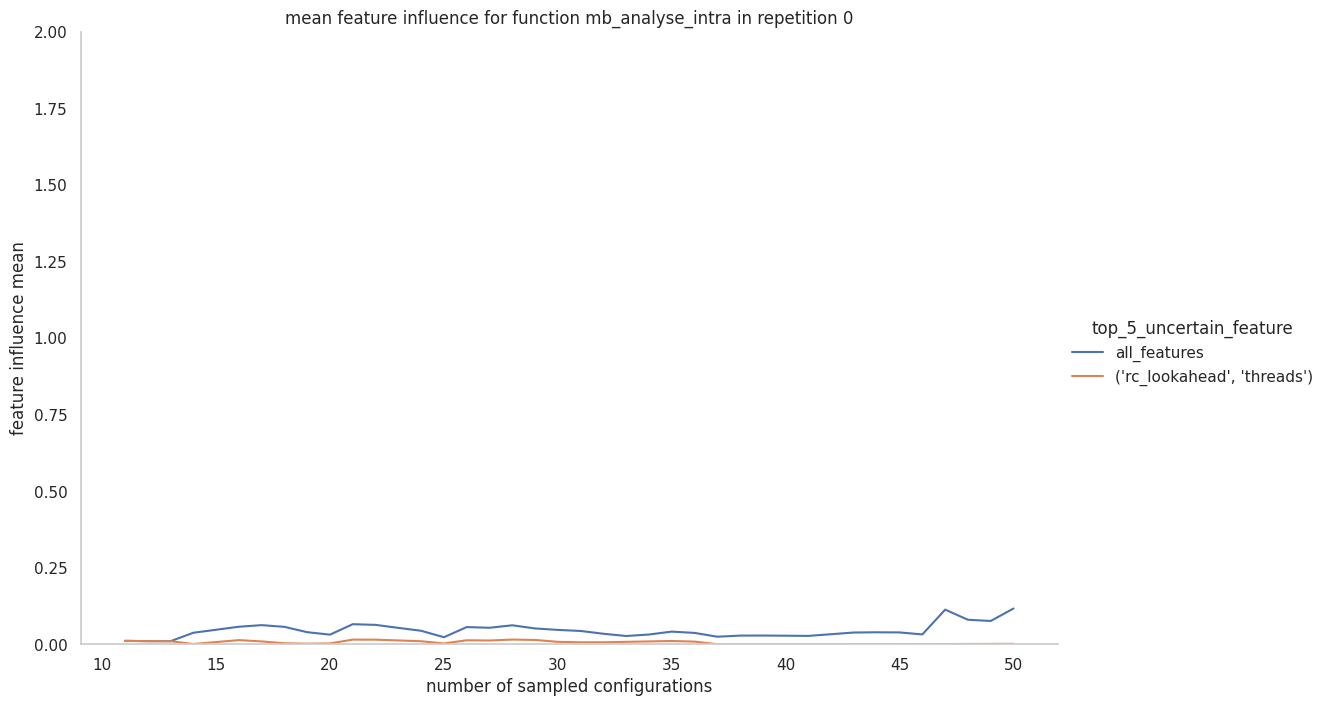 mean feature influence for function mb_analyse_intra in repetition 0
2.00
1.75
1.50
1.25
1.00
0.75
0.50
0.25
0.00
feature influence mean
10 15 20 25 30 35 40 45 50
number of sampled configurations
top_5_uncertain_feature
all_features
('rc_lookahead', 'threads')